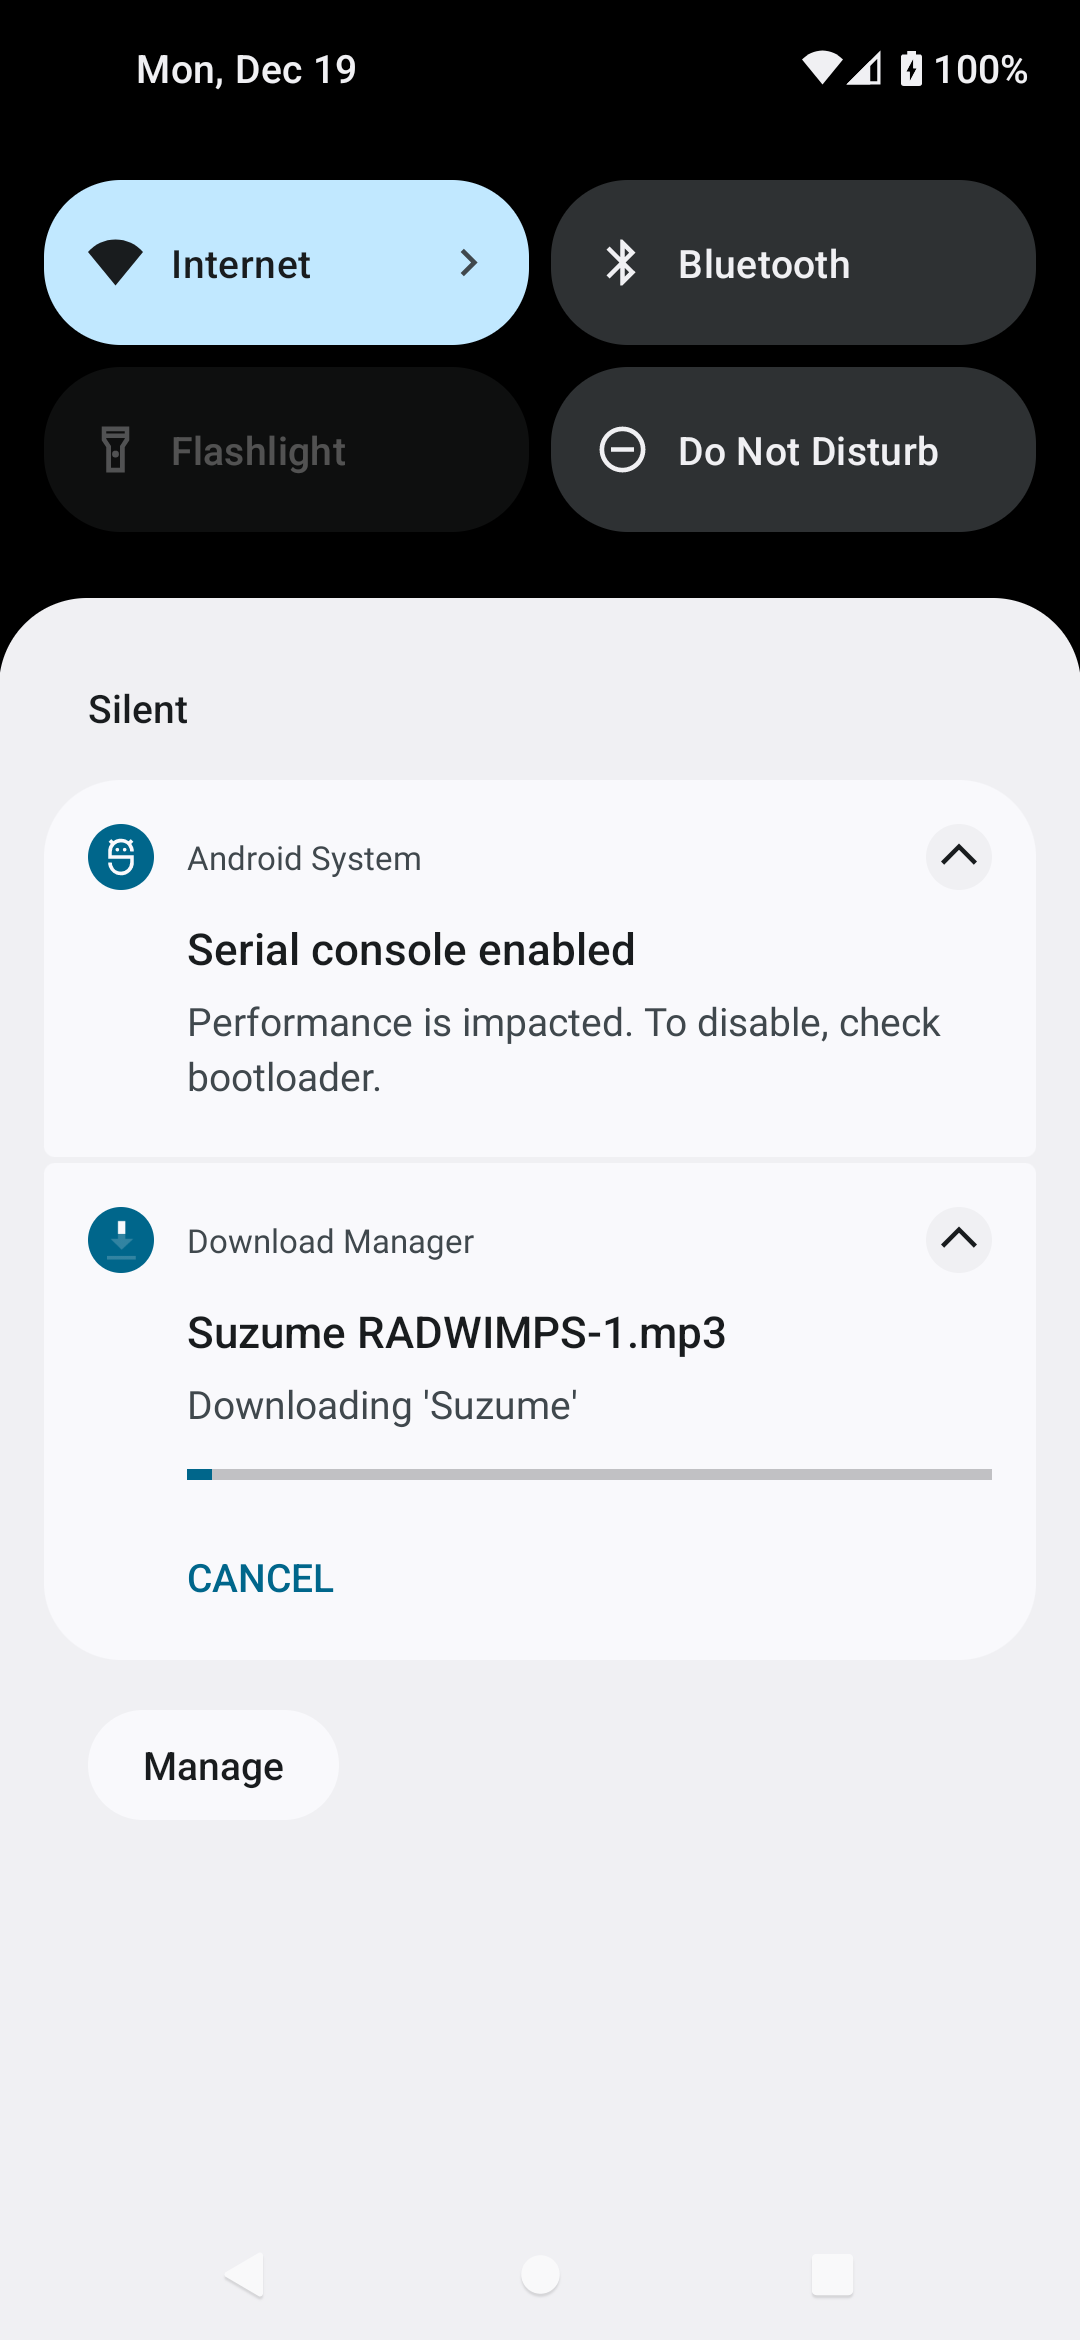 Mon, Dec 19
100%
Internet
Bluetooth
Flashlight
Do Not Disturb
Silent
Android System
Serial console enabled
Performance is impacted. To disable, check
bootloader.
Download Manager
Suzume RADWIMPS-1.mp3
Downloading 'Suzume'
CANCEL
Manage